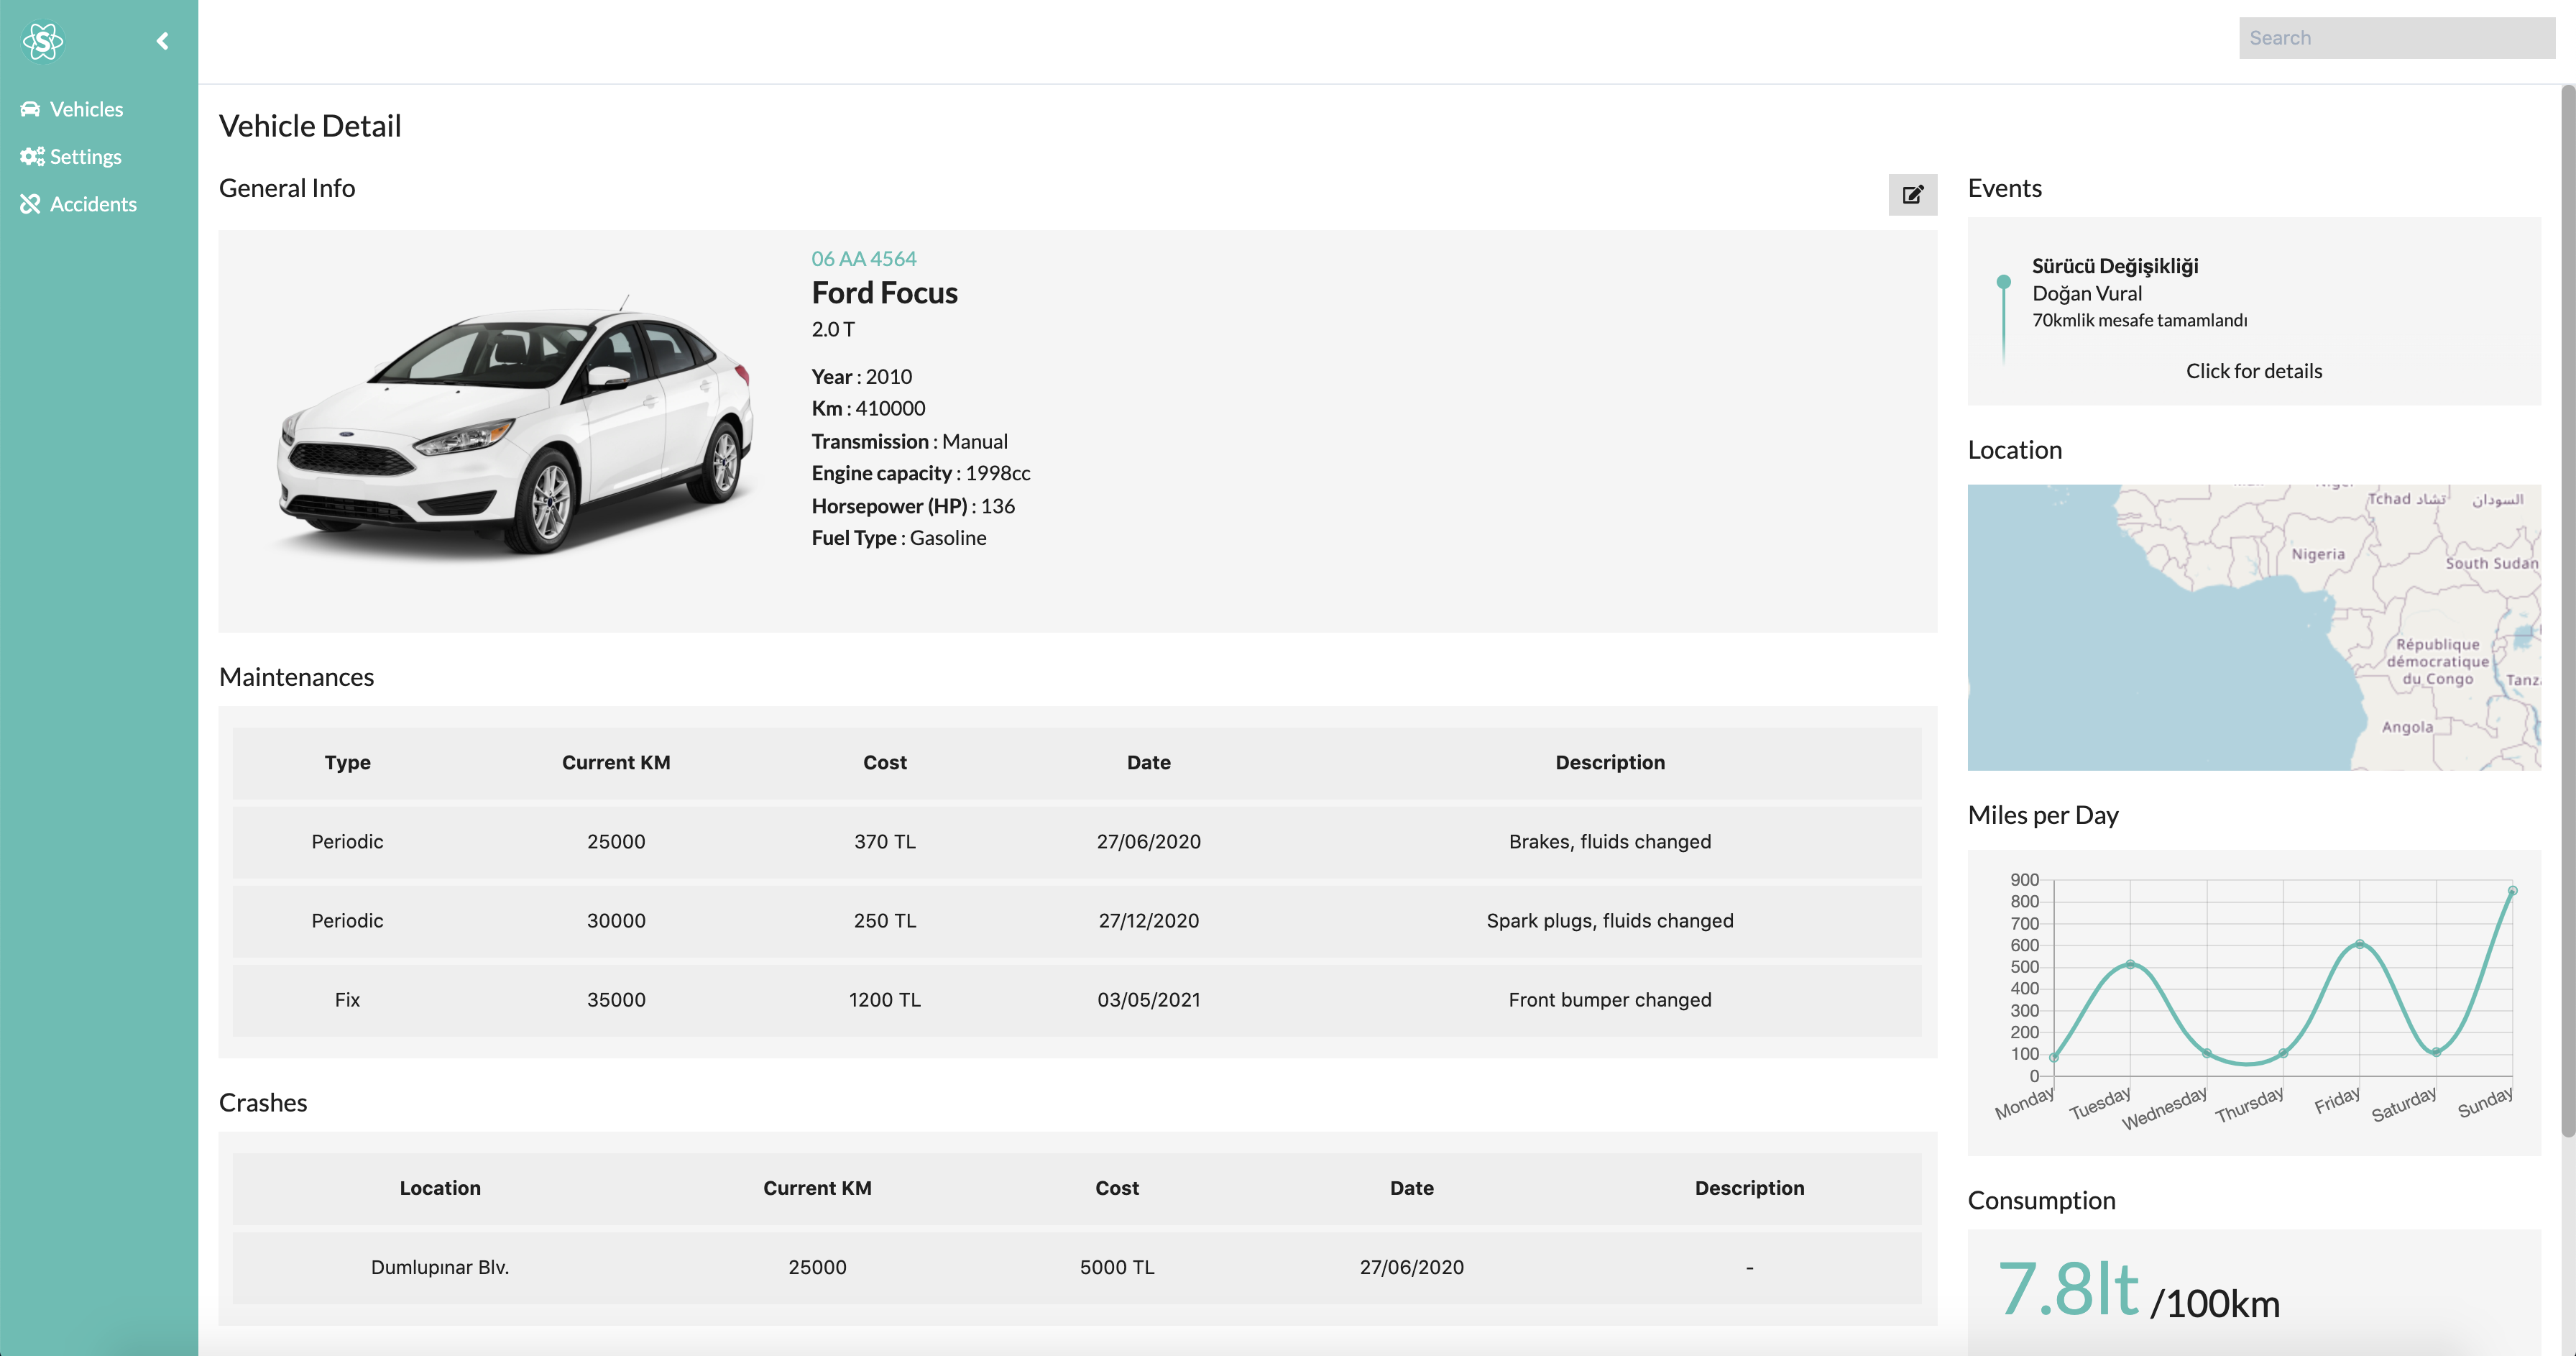 S
Search
Vehicles
Settings
Accidents
Vehicle Detail
General Info
06 AA 4564
Ford Focus
2.0 T
Year : 2010
Km : 410000
Transmission : Manual
Engine capacity : 1998cc
Horsepower (HP) : 136
Fuel Type : Gasoline
Maintenances
Type Current KM Cost Date Description
Periodic 25000 370 TL 27/06/2020 Brakes, fluids changed
Periodic 30000 250 TL 27/12/2020 Spark plugs, fluids changed
Fix 35000 1200 TL 03/05/2021 Front bumper changed
Crashes
Location Current KM Cost Date Description
Dumlupınar Blv. 25000 5000 TL 27/06/2020 -
Events
Sürücü Değişikliği
Doğan Vural
70kmlik mesafe tamamlandı
Click for details
Location
Tchad تشاد
السودان
Nigeria
South Sudan
République
démocratique
du Congo
Angola
Miles per Day
900
800
700
600
500
400
300
200
100
0
Monday Tuesday Wednesday Thursday Friday Saturday Sunday
Consumption
7.8lt /100km